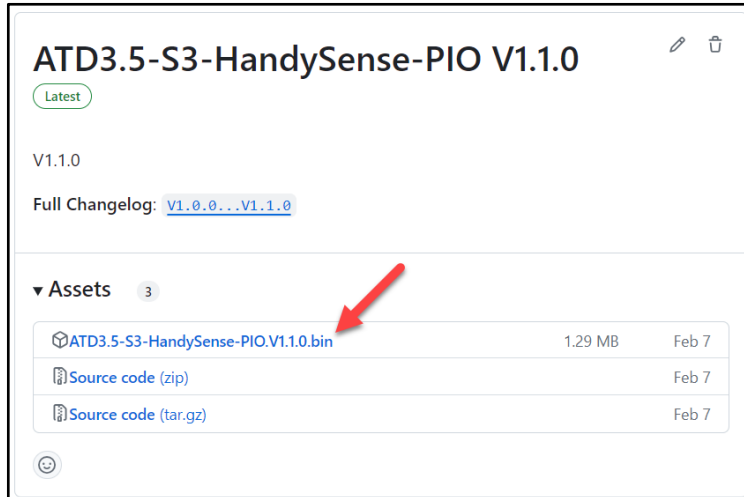 ATD3.5-S3-HandySense-PIO V1.1.0
Latest
V1.1.0
Full Changelog: V1.0.0...V1.1.0
Assets 3
ATD3.5-S3-HandySense-PIO.V1.1.0.bin 1.29 MB Feb 7
Source code (zip) Feb 7
Source code (tar.gz) Feb 7